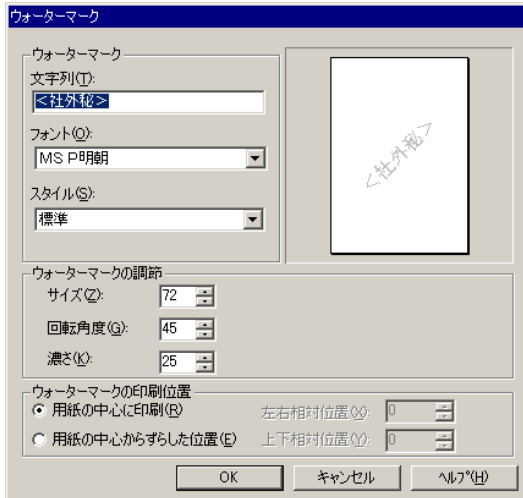 ウォーターマーク
ウォーターマーク
文字列(T):
<社外秘>
<社外秘>
フォント(O):
MS P明朝
スタイル(S):
標準
ウォーターマークの調節
サイズ(Z): 72
回転角度(G): 45
濃さ(K): 25
ウォーターマークの印刷位置
用紙の中心に印刷(R) 左右相対位置(X): 0
用紙の中心からずらした位置(E) 上下相対位置(Y): 0
OK キャンセル ヘルプ(H)